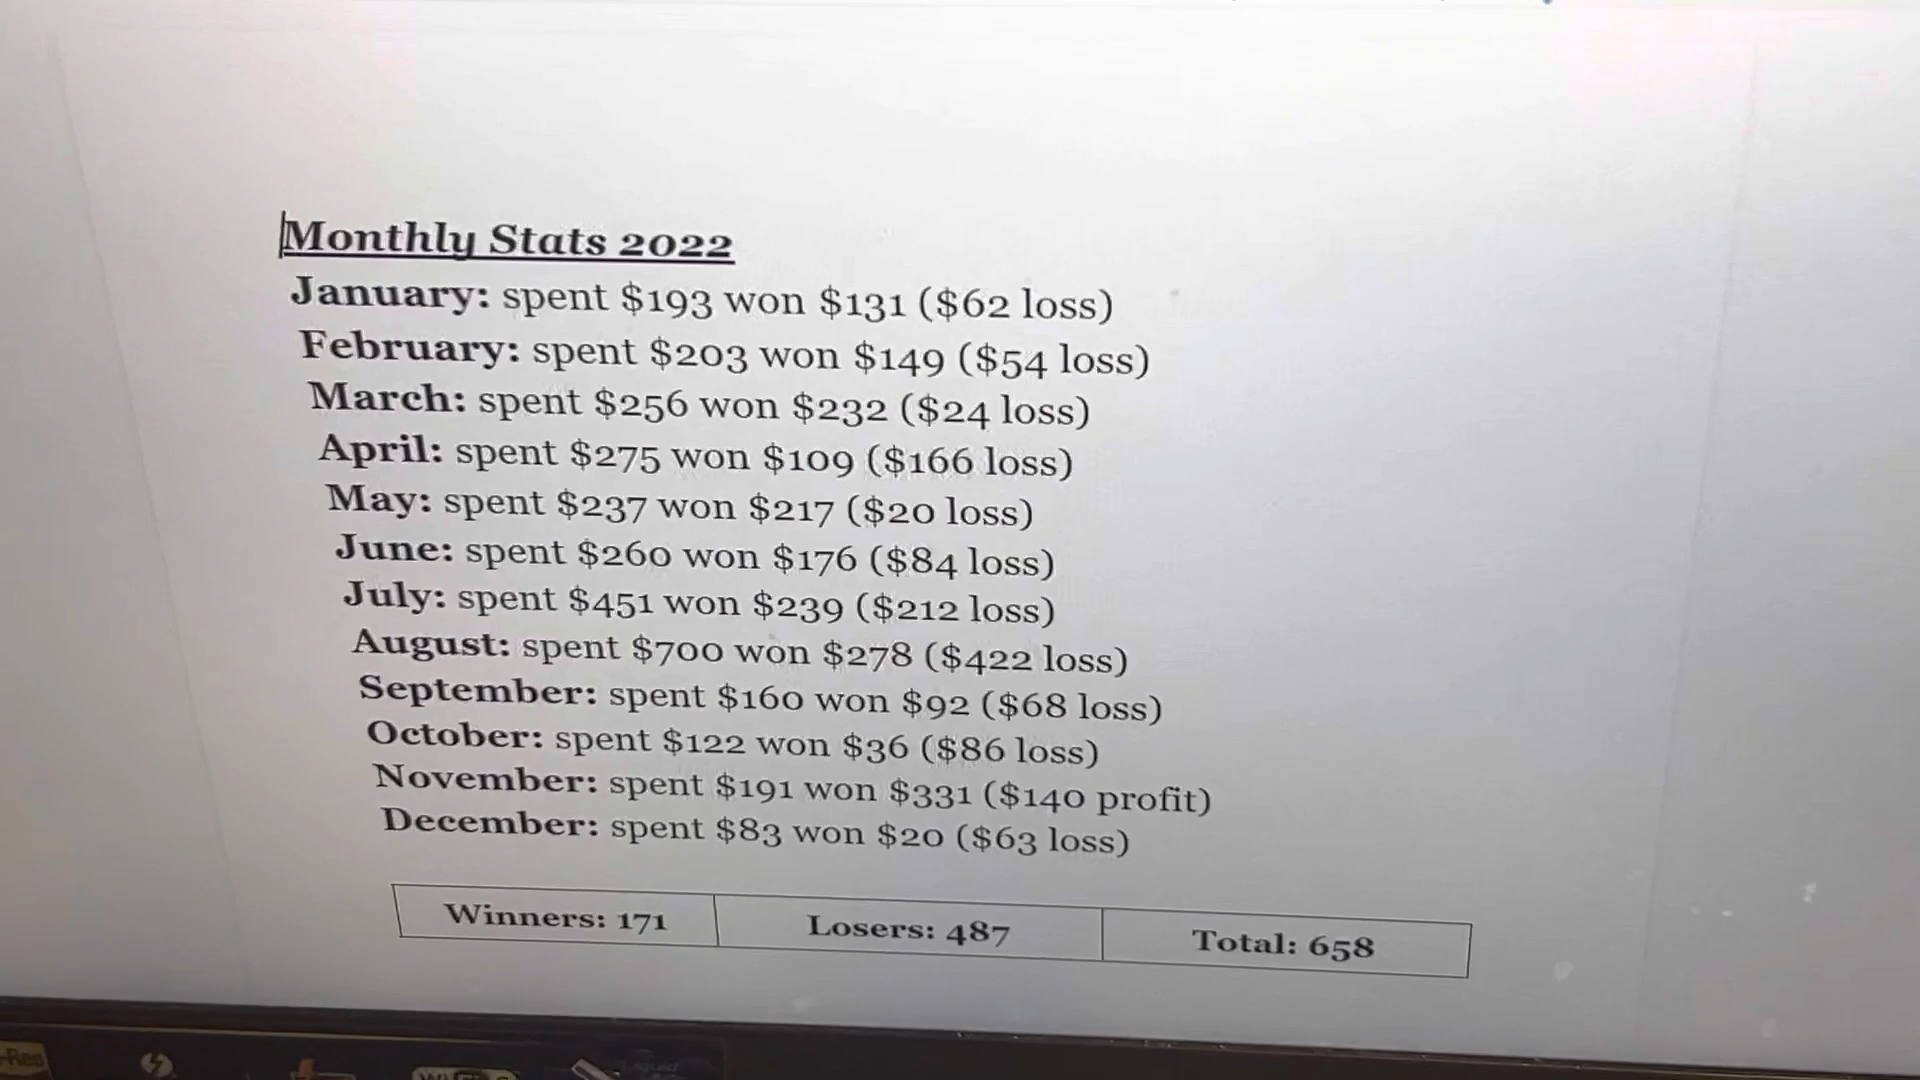 Monthly Stats 2022
January: spent $193 won $131 ($62 loss)
February: spent $203 won $149 ($54 loss)
March: spent $256 won $232 ($24 loss)
April: spent $275 won $109 ($166 loss)
May: spent $237 won $217 ($20 loss)
June: spent $260 won $176 ($84 loss)
July: spent $451 won $239 ($212 loss)
August: spent $700 won $278 ($422 loss)
September: spent $160 won $92 ($68 loss)
October: spent $122 won $36 ($86 loss)
November: spent $191 won $331 ($140 profit)
December: spent $83 won $20 ($63 loss)
Winners: 171 Losers: 487 Total: 658